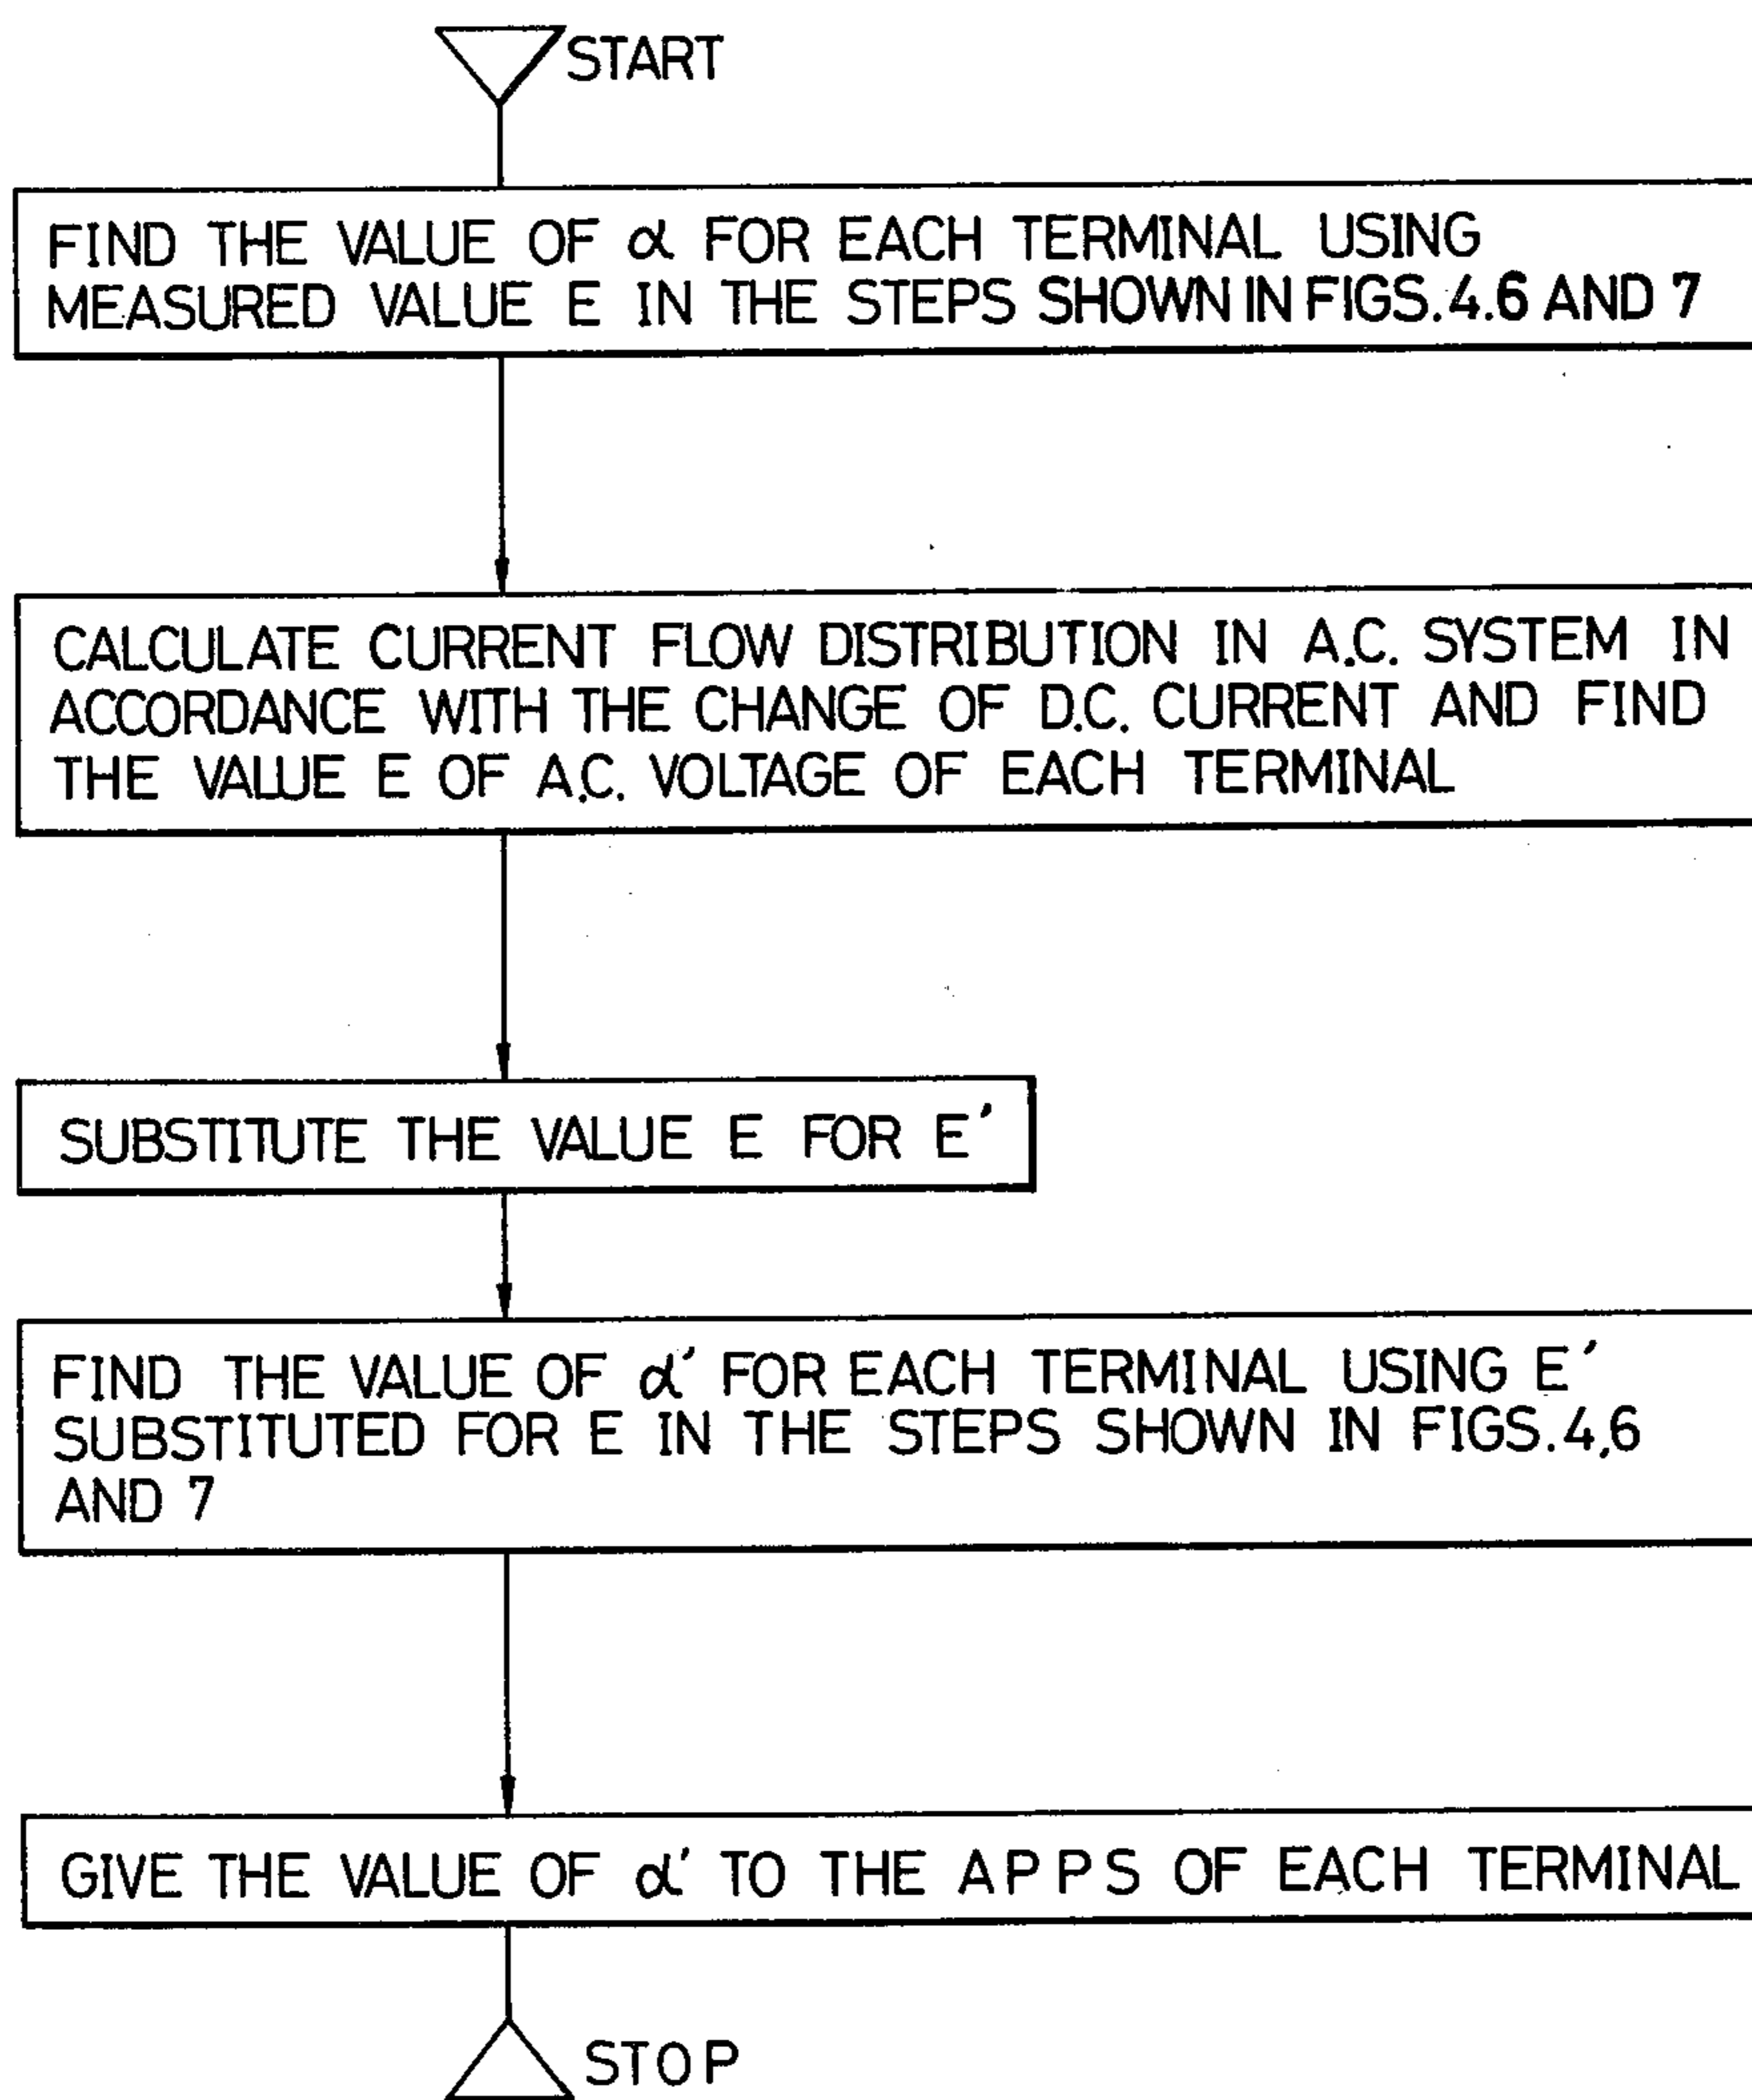 START
FIND THE VALUE OF α FOR EACH TERMINAL USING
MEASURED VALUE E IN THE STEPS SHOWN IN FIGS.4.6 AND 7
CALCULATE CURRENT FLOW DISTRIBUTION IN A.C. SYSTEM IN
ACCORDANCE WITH THE CHANGE OF D.C. CURRENT AND FIND
THE VALUE E OF A.C. VOLTAGE OF EACH TERMINAL
SUBSTITUTE THE VALUE E FOR E′
FIND THE VALUE OF α′ FOR EACH TERMINAL USING E′
SUBSTITUTED FOR E IN THE STEPS SHOWN IN FIGS.4,6
AND 7
GIVE THE VALUE OF α′ TO THE APPS OF EACH TERMINAL
STOP